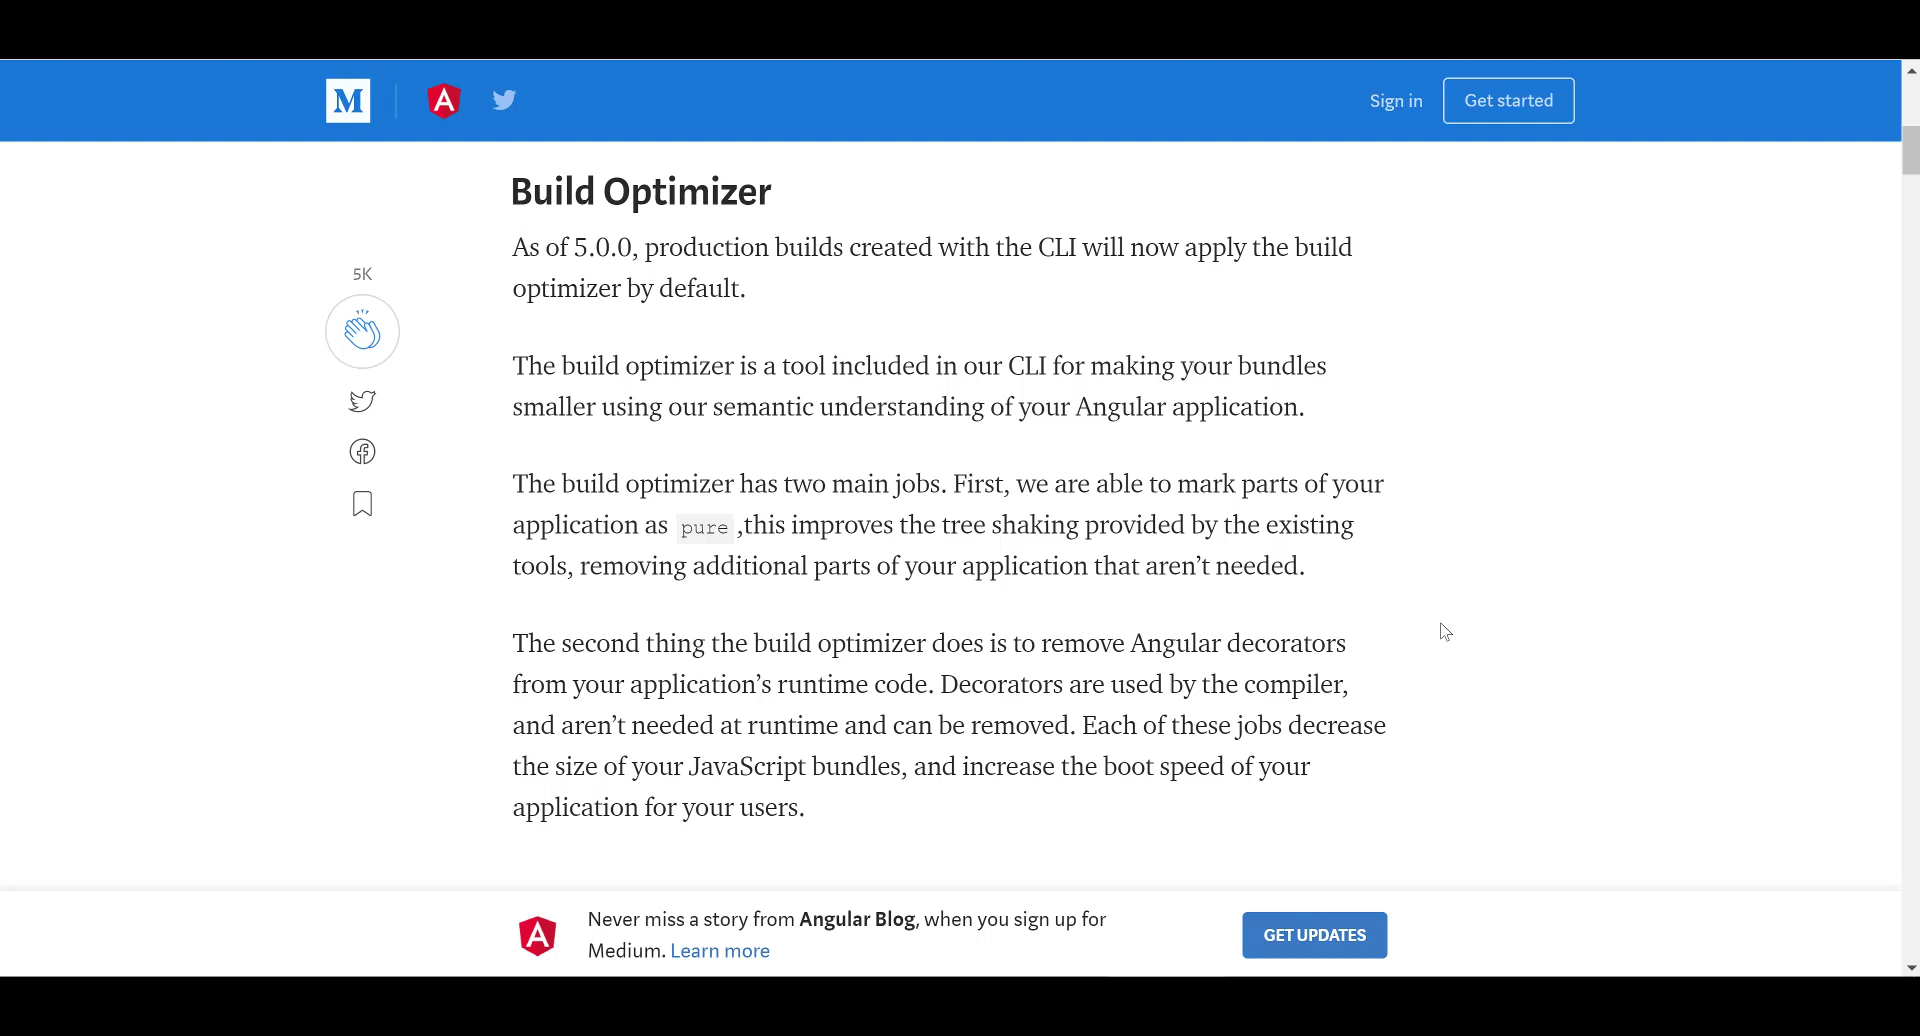 M
A
Sign in
Get started
Build Optimizer
As of 5.0.0, production builds created with the CLI will now apply the build
optimizer by default.
5K
The build optimizer is a tool included in our CLI for making your bundles
smaller using our semantic understanding of your Angular application.
The build optimizer has two main jobs. First, we are able to mark parts of your
application as pure ,this improves the tree shaking provided by the existing
tools, removing additional parts of your application that aren’t needed.
The second thing the build optimizer does is to remove Angular decorators
from your application’s runtime code. Decorators are used by the compiler,
and aren’t needed at runtime and can be removed. Each of these jobs decrease
the size of your JavaScript bundles, and increase the boot speed of your
application for your users.
A
Never miss a story from Angular Blog, when you sign up for
Medium. Learn more
GET UPDATES